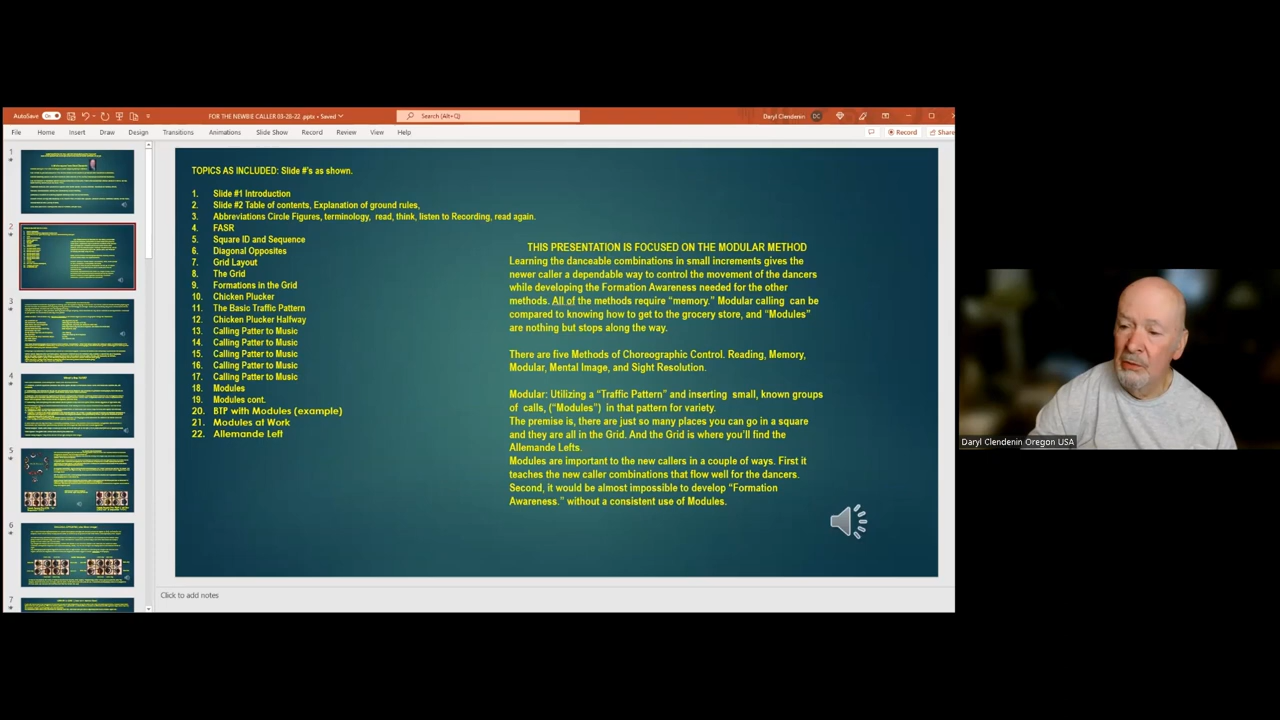 AutoSave On
FOR THE NEWBIE CALLER 03-28-22 .pptx • Saved
Search (Alt+Q)
Daryl Clendenin DC
File Home Insert Draw Design Transitions Animations Slide Show Record Review View Help
Record Share
1
2
3
4
5
6
7
TOPICS AS INCLUDED: Slide #'s as shown.
1. Slide #1 Introduction
2. Slide #2 Table of contents, Explanation of ground rules,
3. Abbreviations Circle Figures, terminology, read, think, listen to Recording, read again.
4. FASR
5. Square ID and Sequence
6. Diagonal Opposites
7. Grid Layout
8. The Grid
9. Formations in the Grid
10. Chicken Plucker
11. The Basic Traffic Pattern
12. Chicken Plucker Halfway
13. Calling Patter to Music
14. Calling Patter to Music
15. Calling Patter to Music
16. Calling Patter to Music
17. Calling Patter to Music
18. Modules
19. Modules cont.
20. BTP with Modules (example)
21. Modules at Work
22. Allemande Left
THIS PRESENTATION IS FOCUSED ON THE MODULAR METHOD
Learning the danceable combinations in small increments gives the
newer caller a dependable way to control the movement of the dancers
while developing the Formation Awareness needed for the other
methods. All of the methods require “memory.” Modular calling can be
compared to knowing how to get to the grocery store, and “Modules”
are nothing but stops along the way.
There are five Methods of Choreographic Control. Reading, Memory,
Modular, Mental Image, and Sight Resolution.
Modular: Utilizing a “Traffic Pattern” and inserting small, known groups
of calls, (“Modules”) in that pattern for variety.
The premise is, there are just so many places you can go in a square
and they are all in the Grid. And the Grid is where you’ll find the
Allemande Lefts.
Modules are important to the new callers in a couple of ways. First it
teaches the new caller combinations that flow well for the dancers.
Second, it would be almost impossible to develop “Formation
Awareness.” without a consistent use of Modules.
Click to add notes
Daryl Clendenin Oregon USA